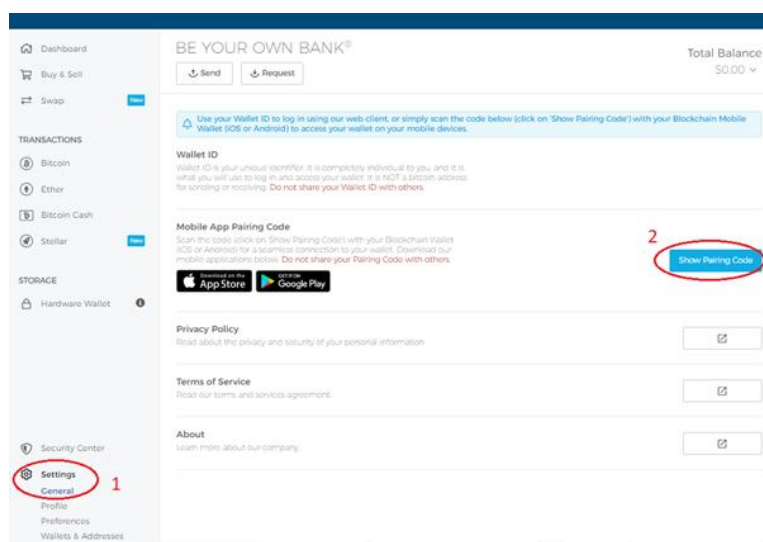 Dashboard
Buy & Sell
Swap New
TRANSACTIONS
Bitcoin
Ether
Bitcoin Cash
Stellar New
STORAGE
Hardware Wallet
Security Center
Settings 1
General
Profile
Preferences
Wallets & Addresses
BE YOUR OWN BANK®
Send Request
Total Balance
$0.00
Use your Wallet ID to log in using our web client, or simply scan the code below (click on 'Show Pairing Code') with your Blockchain Mobile
Wallet (iOS or Android) to access your wallet on your mobile devices.
Wallet ID
Wallet ID is your unique identifier. It is completely individual to you, and it is
what you will use to log in and access your wallet. It is NOT a bitcoin address
for sending or receiving. Do not share your Wallet ID with others.
Mobile App Pairing Code
Scan the code (click on 'Show Pairing Code') with your Blockchain Wallet
(iOS or Android) for a seamless connection to your wallet. Download our
mobile applications below. Do not share your Pairing Code with others.
Download on the
App Store
GET IT ON
Google Play
2
Show Pairing Code
Privacy Policy
Read about the privacy and security of your personal information
Terms of Service
Read our terms and services agreement.
About
Learn more about our company.